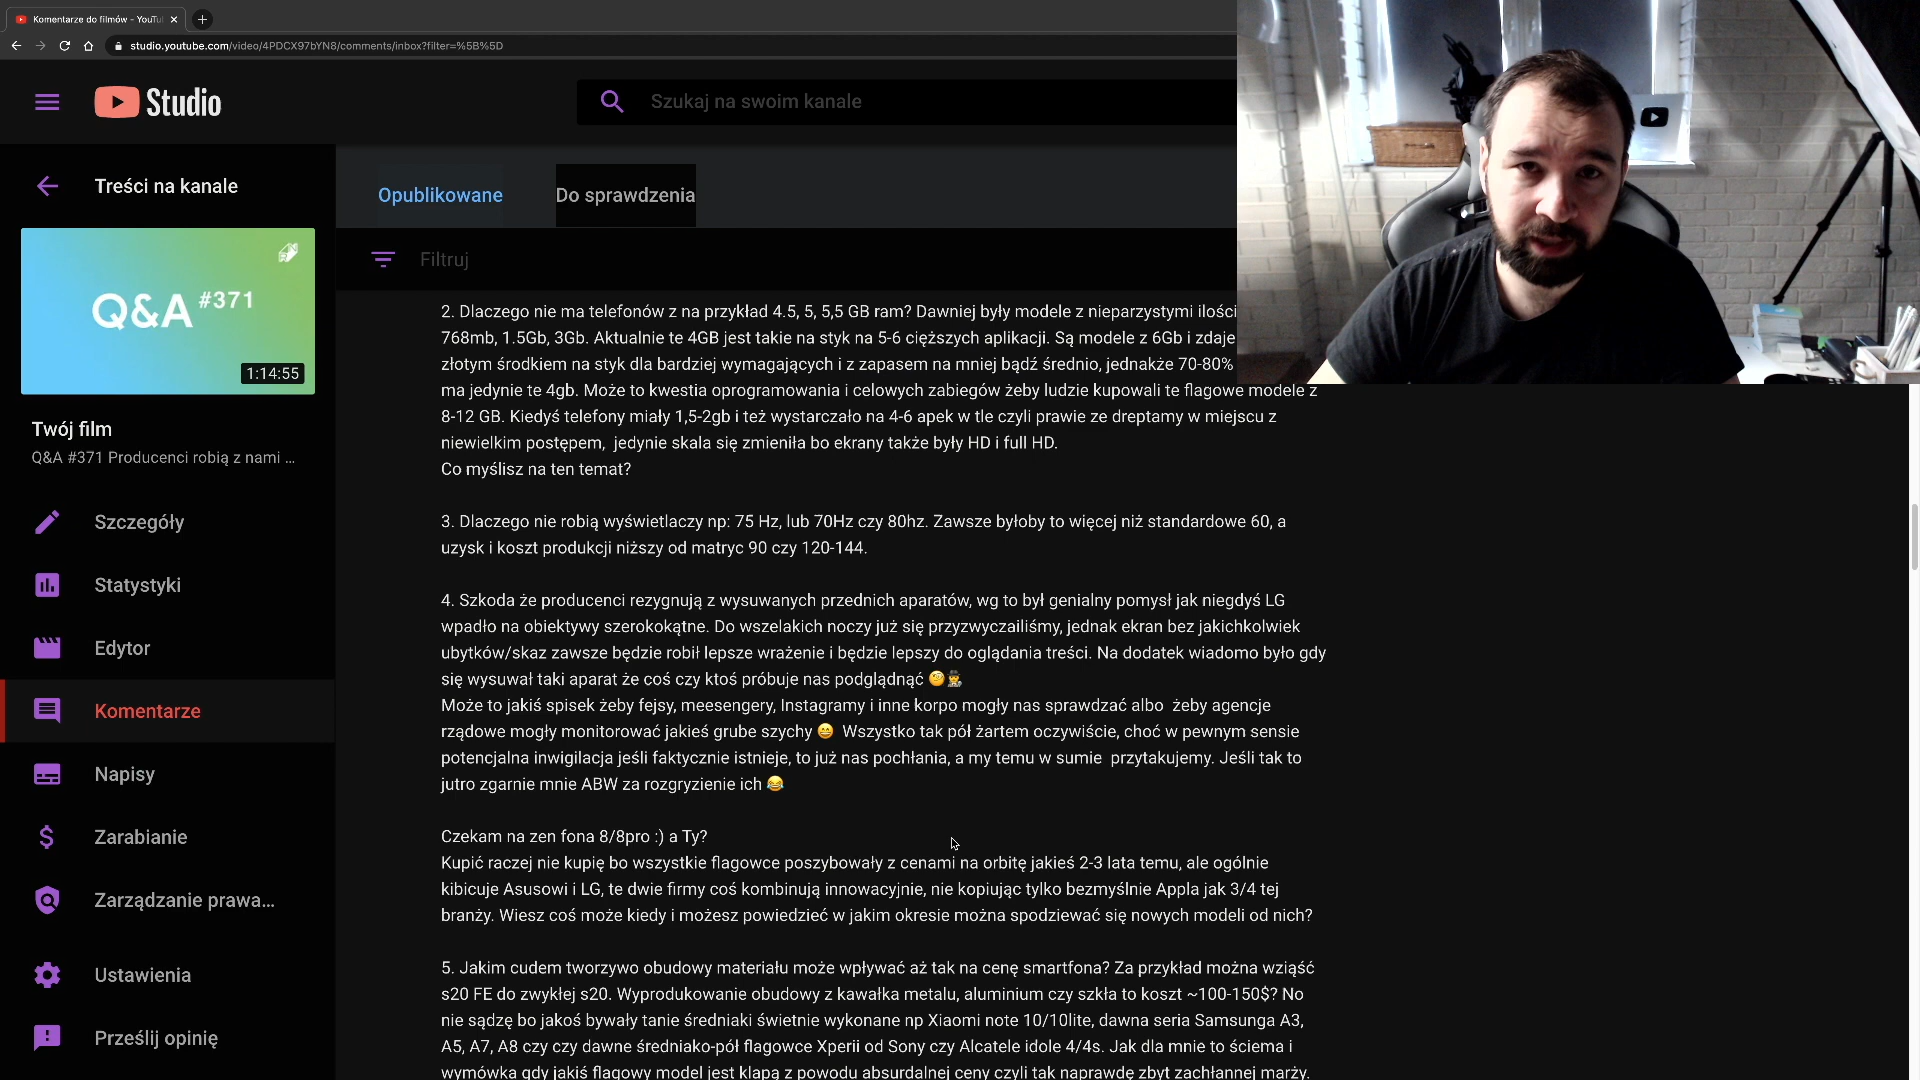 Komentarze do filmów - YouTu
studio.youtube.com/video/4PDCX97bYN8/comments/inbox?filter=%5B%5D
Studio
Szukaj na swoim kanale
Treści na kanale
Q&A #371
1:14:55
Twój film
Q&A #371 Producenci robią z nami ...
Szczegóły
Statystyki
Edytor
Komentarze
Napisy
Zarabianie
Zarządzanie prawa...
Ustawienia
Prześlij opinię
Opublikowane
Do sprawdzenia
Filtruj
2. Dlaczego nie ma telefonów z na przykład 4.5, 5, 5,5 GB ram? Dawniej były modele z nieparzystymi ilości
768mb, 1.5Gb, 3Gb. Aktualnie te 4GB jest takie na styk na 5-6 cięższych aplikacji. Są modele z 6Gb i zdaje
złotym środkiem na styk dla bardziej wymagających i z zapasem na mniej bądź średnio, jednakże 70-80%
ma jedynie te 4gb. Może to kwestia oprogramowania i celowych zabiegów żeby ludzie kupowali te flagowe modele z
8-12 GB. Kiedyś telefony miały 1,5-2gb i też wystarczało na 4-6 apek w tle czyli prawie ze dreptamy w miejscu z
niewielkim postępem,  jedynie skala się zmieniła bo ekrany także były HD i full HD.
Co myślisz na ten temat?
3. Dlaczego nie robią wyświetlaczy np: 75 Hz, lub 70Hz czy 80hz. Zawsze byłoby to więcej niż standardowe 60, a
uzysk i koszt produkcji niższy od matryc 90 czy 120-144.
4. Szkoda że producenci rezygnują z wysuwanych przednich aparatów, wg to był genialny pomysł jak niegdyś LG
wpadło na obiektywy szerokokątne. Do wszelakich noczy już się przyzwyczailiśmy, jednak ekran bez jakichkolwiek
ubytków/skaz zawsze będzie robił lepsze wrażenie i będzie lepszy do oglądania treści. Na dodatek wiadomo było gdy
się wysuwał taki aparat że coś czy ktoś próbuje nas podglądnąć 🧐🕵️
Może to jakiś spisek żeby fejsy, meesengery, Instagramy i inne korpo mogły nas sprawdzać albo  żeby agencje
rządowe mogły monitorować jakieś grube szychy 😄  Wszystko tak pół żartem oczywiście, choć w pewnym sensie
potencjalna inwigilacja jeśli faktycznie istnieje, to już nas pochłania, a my temu w sumie  przytakujemy. Jeśli tak to
jutro zgarnie mnie ABW za rozgryzienie ich 😂
Czekam na zen fona 8/8pro :) a Ty?
Kupić raczej nie kupię bo wszystkie flagowce poszybowały z cenami na orbitę jakieś 2-3 lata temu, ale ogólnie
kibicuje Asusowi i LG, te dwie firmy coś kombinują innowacyjnie, nie kopiując tylko bezmyślnie Appla jak 3/4 tej
branży. Wiesz coś może kiedy i możesz powiedzieć w jakim okresie można spodziewać się nowych modeli od nich?
5. Jakim cudem tworzywo obudowy materiału może wpływać aż tak na cenę smartfona? Za przykład można wziąść
s20 FE do zwykłej s20. Wyprodukowanie obudowy z kawałka metalu, aluminium czy szkła to koszt ~100-150$? No
nie sądzę bo jakoś bywały tanie średniaki świetnie wykonane np Xiaomi note 10/10lite, dawna seria Samsunga A3,
A5, A7, A8 czy czy dawne średniako-pół flagowce Xperii od Sony czy Alcatele idole 4/4s. Jak dla mnie to ściema i
wymówka gdy jakiś flagowy model jest klapą z powodu absurdalnej ceny czyli tak naprawdę zbyt zachłannej marży.